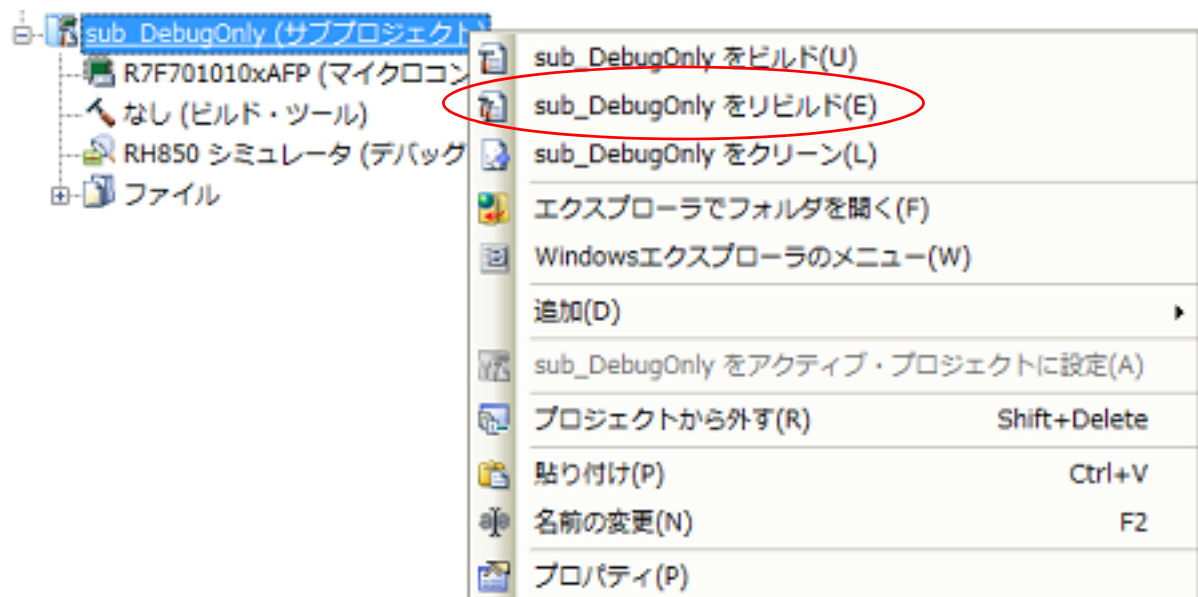 sub_DebugOnly (サブプロジェクト)
R7F701010xAFP (マイクロコン
なし (ビルド・ツール)
RH850 シミュレータ (デバッグ
ファイル
sub_DebugOnly をビルド(U)
sub_DebugOnly をリビルド(E)
sub_DebugOnly をクリーン(L)
エクスプローラでフォルダを開く(F)
Windowsエクスプローラのメニュー(W)
追加(D)
sub_DebugOnly をアクティブ・プロジェクトに設定(A)
プロジェクトから外す(R) Shift+Delete
貼り付け(P) Ctrl+V
名前の変更(N) F2
プロパティ(P)